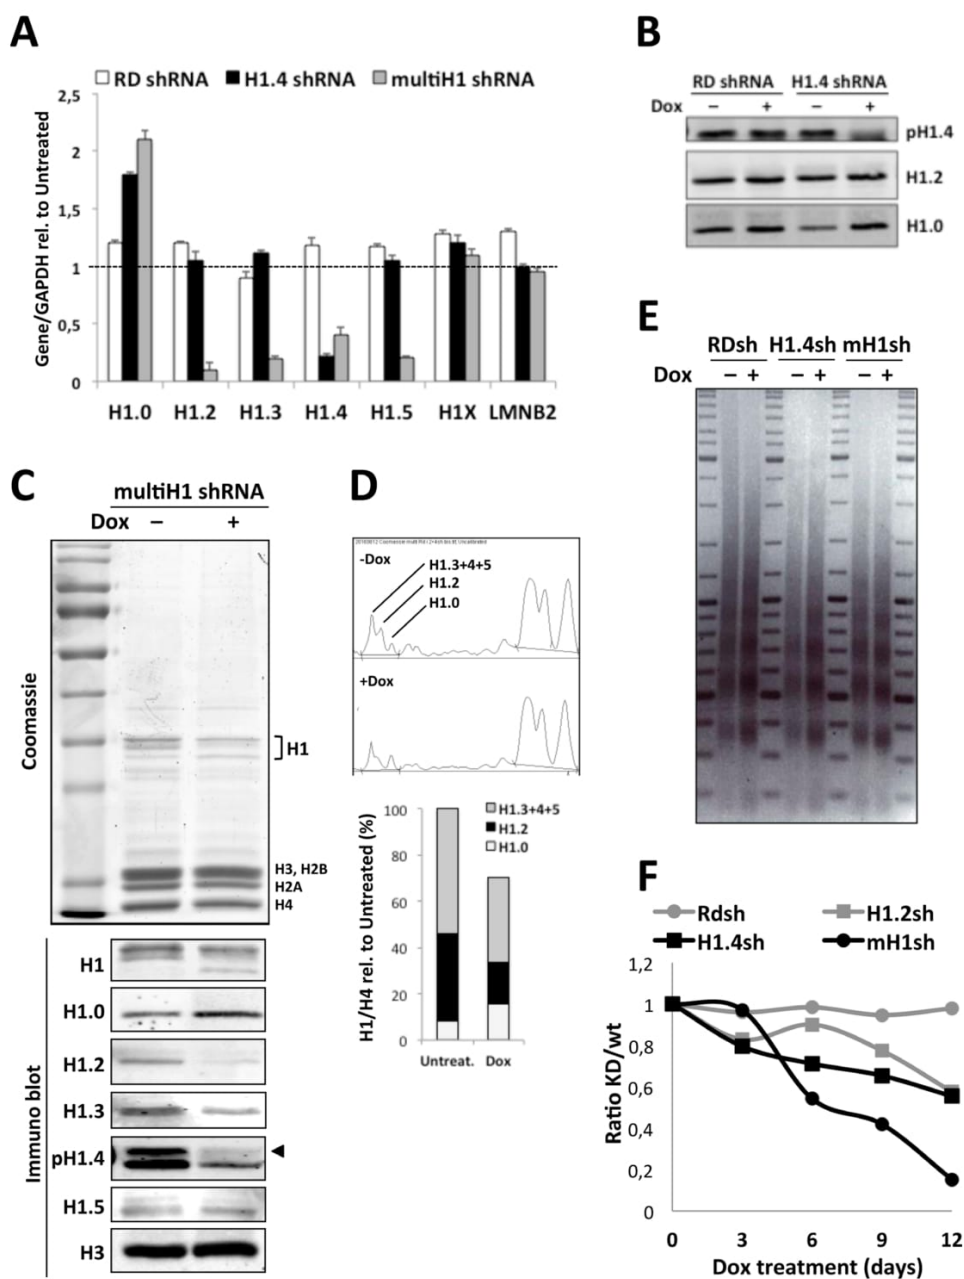 A
RD shRNA H1.4 shRNA multiH1 shRNA
Gene/GAPDH rel. to Untreated
2,5
2
1,5
1
0,5
0
H1.0 H1.2 H1.3 H1.4 H1.5 H1X LMNB2
B
RD shRNA H1.4 shRNA
Dox – + – +
pH1.4
H1.2
H1.0
C
multiH1 shRNA
Dox – +
Coomassie
H1
H3, H2B
H2A
H4
Immuno blot
H1
H1.0
H1.2
H1.3
pH1.4
H1.5
H3
D
-Dox
H1.3+4+5
H1.2
H1.0
+Dox
H1/H4 rel. to Untreated (%)
100
80
60
40
20
0
H1.3+4+5
H1.2
H1.0
Untreat. Dox
E
RDsh H1.4sh mH1sh
Dox – + – + – +
F
Rdsh H1.2sh
H1.4sh mH1sh
Ratio KD/wt
1,2
1
0,8
0,6
0,4
0,2
0
0 3 6 9 12
Dox treatment (days)